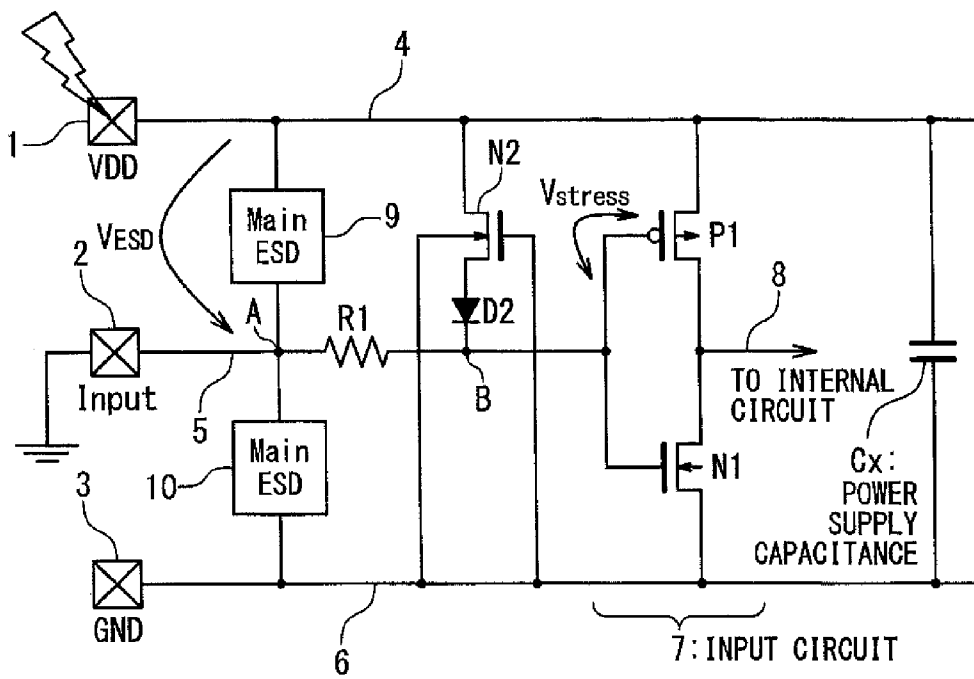 4
1
VDD
N2
Vstress
Main
ESD
9
P1
VESD
2
A
R1
D2
8
B
Input
5
TO INTERNAL
CIRCUIT
Main
ESD
10
N1
Cx:
POWER
SUPPLY
CAPACITANCE
3
GND
6
7:INPUT CIRCUIT